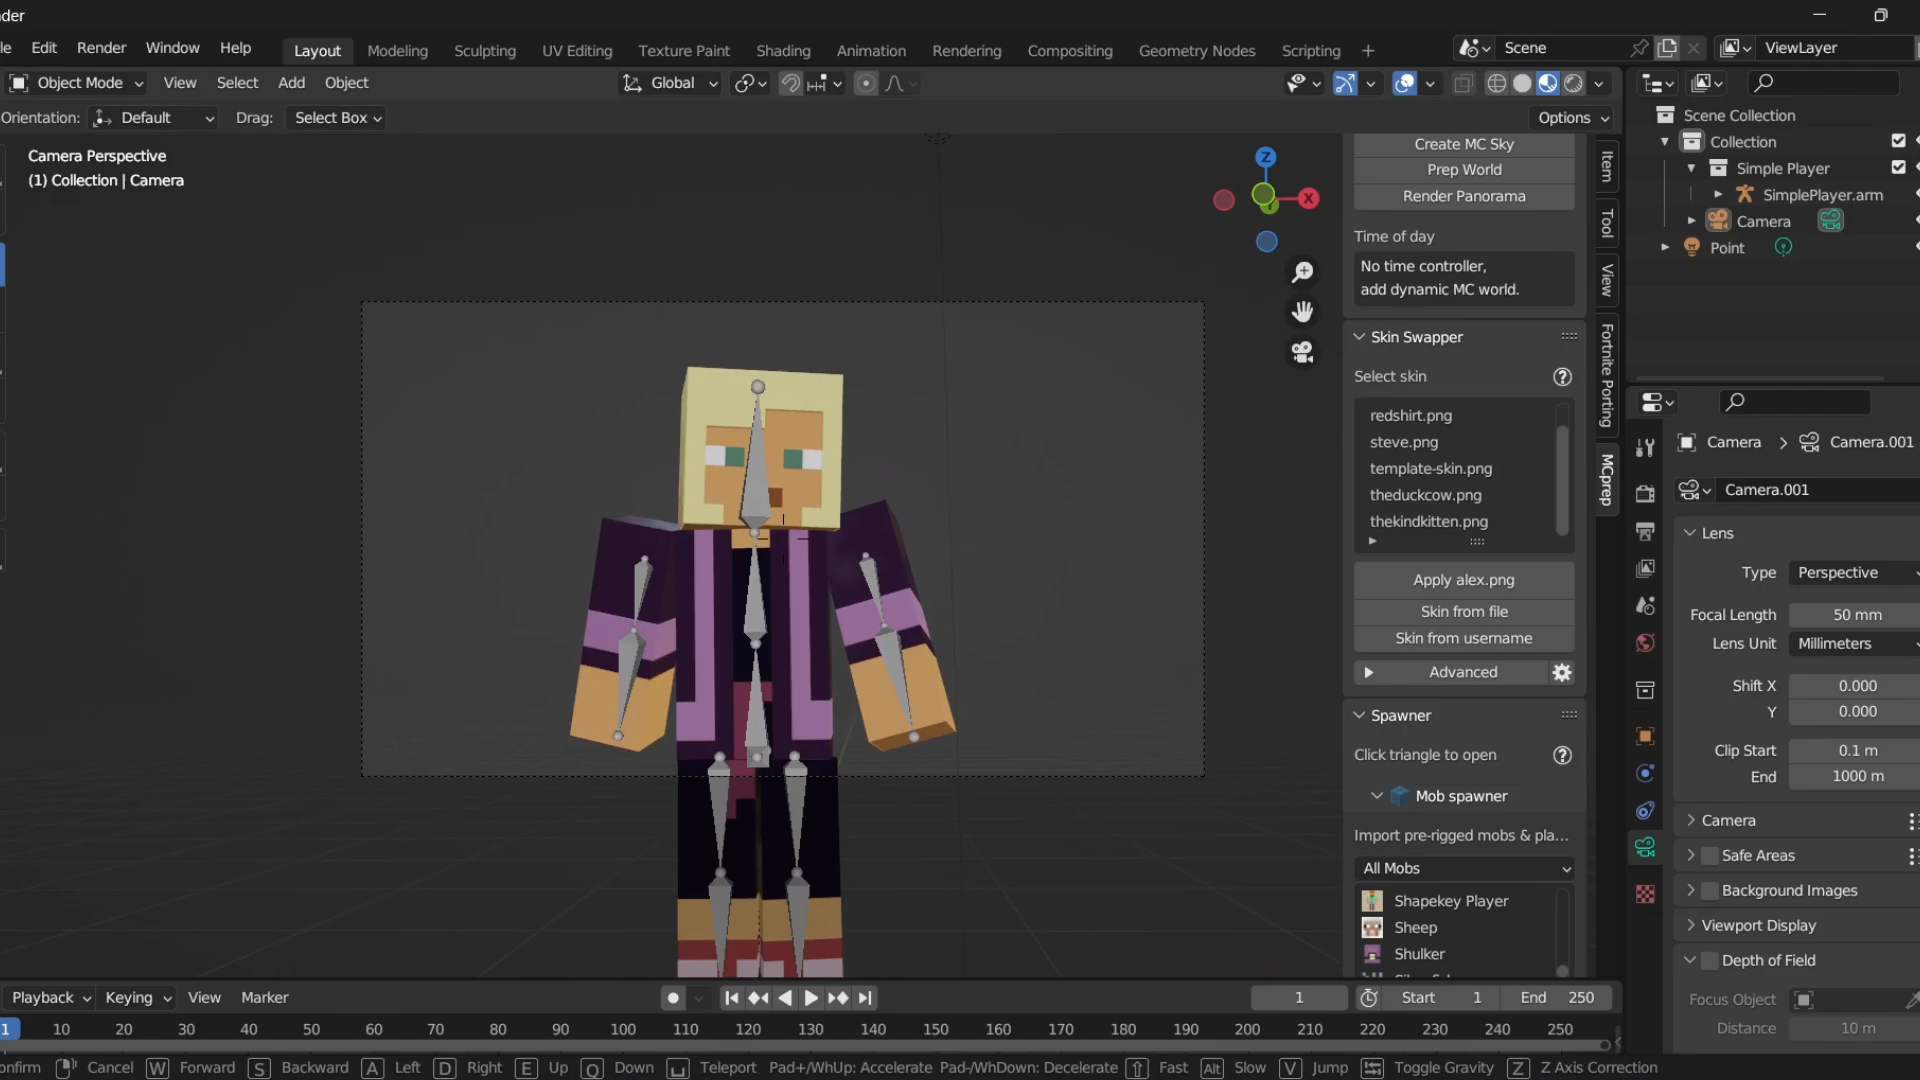 der
le Edit Render Window Help Layout Modeling Sculpting UV Editing Texture Paint Shading Animation Rendering Compositing Geometry Nodes Scripting + Scene ViewLayer
Object Mode View Select Add Object Global
Orientation: Default Drag: Select Box Options
Camera Perspective
(1) Collection | Camera
Z
X
Create MC Sky
Prep World
Render Panorama
Time of day
No time controller,
add dynamic MC world.
Skin Swapper
Select skin
redshirt.png
steve.png
template-skin.png
theduckcow.png
thekindkitten.png
Apply alex.png
Skin from file
Skin from username
Advanced
Spawner
Click triangle to open
Mob spawner
Import pre-rigged mobs & pla...
All Mobs
Shapekey Player
Sheep
Shulker
Item
Tool
View
Fortnite Porting
MCprep
Scene Collection
Collection
Simple Player
SimplePlayer.arm
Camera
Point
Camera > Camera.001
Camera.001
Lens
Type Perspective
Focal Length 50 mm
Lens Unit Millimeters
Shift X 0.000
Y 0.000
Clip Start 0.1 m
End 1000 m
Camera
Safe Areas
Background Images
Viewport Display
Depth of Field
Focus Object
Distance 10 m
Playback Keying View Marker 1 Start 1 End 250
1 10 20 30 40 50 60 70 80 90 100 110 120 130 140 150 160 170 180 190 200 210 220 230 240 250
onfirm Cancel W Forward S Backward A Left D Right E Up Q Down Teleport Pad+/WhUp: Accelerate Pad-/WhDown: Decelerate Fast Alt Slow V Jump Toggle Gravity Z Z Axis Correction